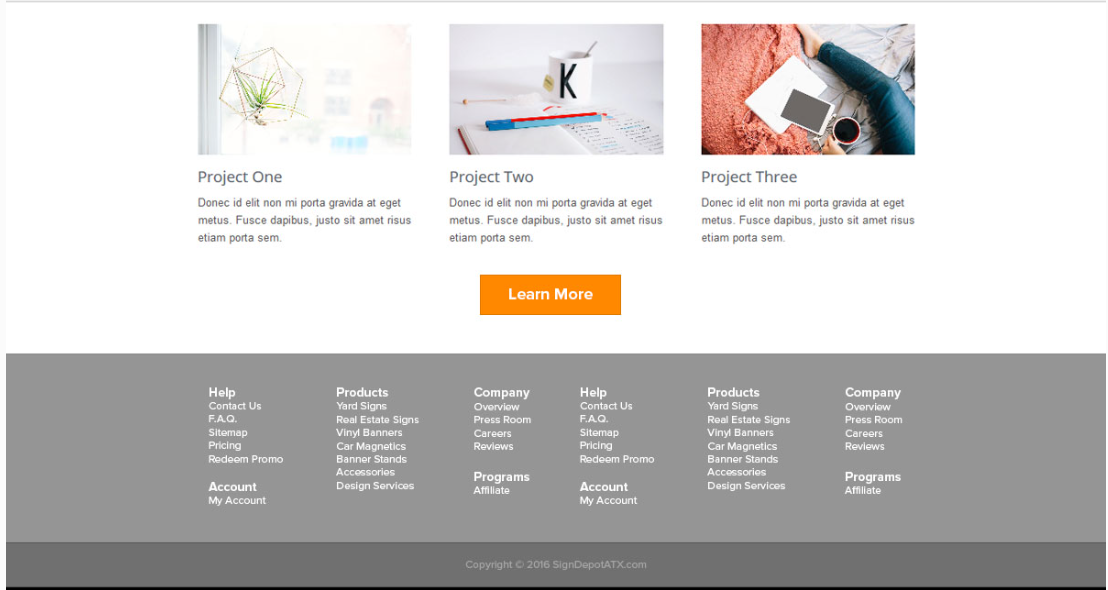 K
Project One
Donec id elit non mi porta gravida at eget
metus. Fusce dapibus, justo sit amet risus
etiam porta sem.
Project Two
Donec id elit non mi porta gravida at eget
metus. Fusce dapibus, justo sit amet risus
etiam porta sem.
Project Three
Donec id elit non mi porta gravida at eget
metus. Fusce dapibus, justo sit amet risus
etiam porta sem.
Learn More
Help
Contact Us
F.A.Q.
Sitemap
Pricing
Redeem Promo
Account
My Account
Products
Yard Signs
Real Estate Signs
Vinyl Banners
Car Magnetics
Banner Stands
Accessories
Design Services
Company
Overview
Press Room
Careers
Reviews
Programs
Affiliate
Help
Contact Us
F.A.Q.
Sitemap
Pricing
Redeem Promo
Account
My Account
Products
Yard Signs
Real Estate Signs
Vinyl Banners
Car Magnetics
Banner Stands
Accessories
Design Services
Company
Overview
Press Room
Careers
Reviews
Programs
Affiliate
Copyright © 2016 SignDepotATX.com